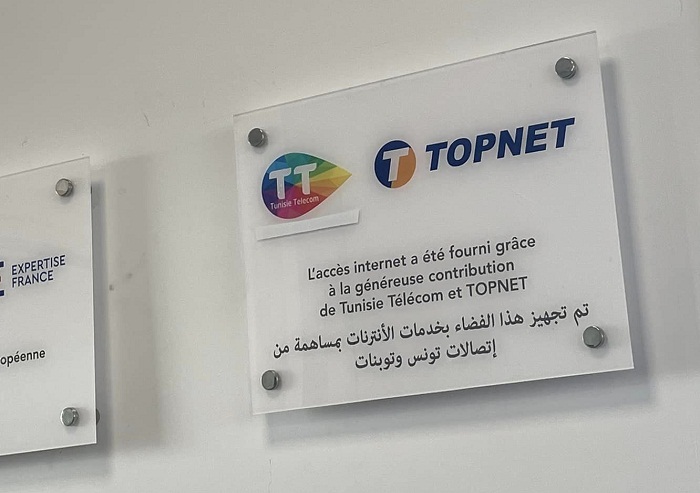 EXPERTISE
FRANCE
opéenne
TT
Tunisie Telecom
T TOPNET
L'accès internet a été fourni grâce
à la généreuse contribution
de Tunisie Télécom et TOPNET
تم تجهيز هذا الفضاء بخدمات الأنترنات بمساهمة من
إتصالات تونس وتوبنات